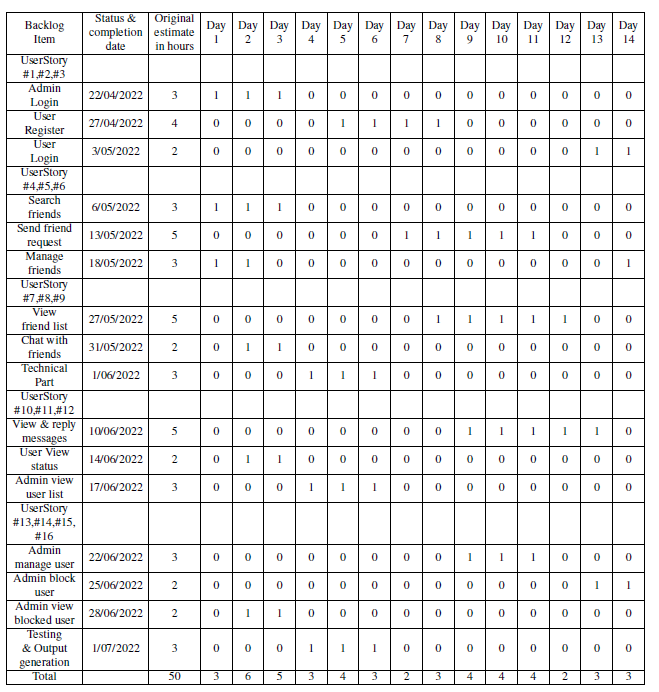 Backlog Item | Status & completion date | Original estimate in hours | Day 1 | Day 2 | Day 3 | Day 4 | Day 5 | Day 6 | Day 7 | Day 8 | Day 9 | Day 10 | Day 11 | Day 12 | Day 13 | Day 14
UserStory #1,#2,#3
Admin Login | 22/04/2022 | 3 | 1 | 1 | 1 | 0 | 0 | 0 | 0 | 0 | 0 | 0 | 0 | 0 | 0 | 0
User Register | 27/04/2022 | 4 | 0 | 0 | 0 | 0 | 1 | 1 | 1 | 1 | 0 | 0 | 0 | 0 | 0 | 0
User Login | 3/05/2022 | 2 | 0 | 0 | 0 | 0 | 0 | 0 | 0 | 0 | 0 | 0 | 0 | 0 | 1 | 1
UserStory #4,#5,#6
Search friends | 6/05/2022 | 3 | 1 | 1 | 1 | 0 | 0 | 0 | 0 | 0 | 0 | 0 | 0 | 0 | 0 | 0
Send friend request | 13/05/2022 | 5 | 0 | 0 | 0 | 0 | 0 | 0 | 1 | 1 | 1 | 1 | 1 | 0 | 0 | 0
Manage friends | 18/05/2022 | 3 | 1 | 1 | 0 | 0 | 0 | 0 | 0 | 0 | 0 | 0 | 0 | 0 | 0 | 1
UserStory #7,#8,#9
View friend list | 27/05/2022 | 5 | 0 | 0 | 0 | 0 | 0 | 0 | 0 | 1 | 1 | 1 | 1 | 1 | 0 | 0
Chat with friends | 31/05/2022 | 2 | 0 | 1 | 1 | 0 | 0 | 0 | 0 | 0 | 0 | 0 | 0 | 0 | 0 | 0
Technical Part | 1/06/2022 | 3 | 0 | 0 | 0 | 1 | 1 | 1 | 0 | 0 | 0 | 0 | 0 | 0 | 0 | 0
UserStory #10,#11,#12
View & reply messages | 10/06/2022 | 5 | 0 | 0 | 0 | 0 | 0 | 0 | 0 | 0 | 1 | 1 | 1 | 1 | 1 | 0
User View status | 14/06/2022 | 2 | 0 | 1 | 1 | 0 | 0 | 0 | 0 | 0 | 0 | 0 | 0 | 0 | 0 | 0
Admin view user list | 17/06/2022 | 3 | 0 | 0 | 0 | 1 | 1 | 1 | 0 | 0 | 0 | 0 | 0 | 0 | 0 | 0
UserStory #13,#14,#15, #16
Admin manage user | 22/06/2022 | 3 | 0 | 0 | 0 | 0 | 0 | 0 | 0 | 0 | 1 | 1 | 1 | 0 | 0 | 0
Admin block user | 25/06/2022 | 2 | 0 | 0 | 0 | 0 | 0 | 0 | 0 | 0 | 0 | 0 | 0 | 0 | 1 | 1
Admin view blocked user | 28/06/2022 | 2 | 0 | 1 | 1 | 0 | 0 | 0 | 0 | 0 | 0 | 0 | 0 | 0 | 0 | 0
Testing & Output generation | 1/07/2022 | 3 | 0 | 0 | 0 | 1 | 1 | 1 | 0 | 0 | 0 | 0 | 0 | 0 | 0 | 0
Total | 50 | 3 | 6 | 5 | 3 | 4 | 3 | 2 | 3 | 4 | 4 | 4 | 2 | 3 | 3